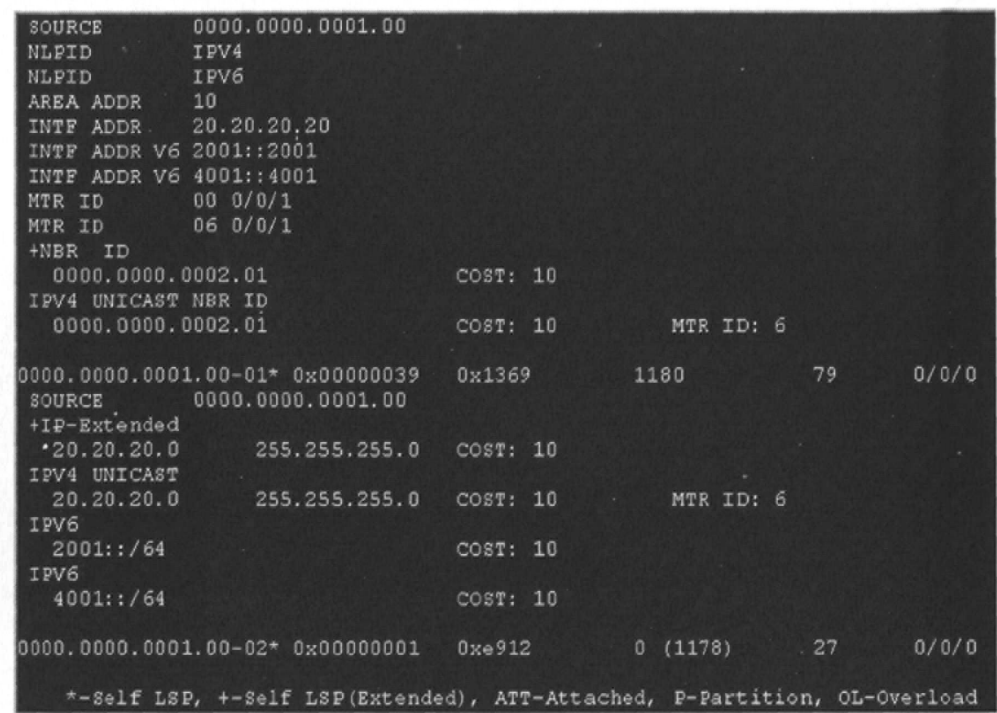 SOURCE 0000.0000.0001.00
NLPID IPV4
NLPID IPV6
AREA ADDR 10
INTF ADDR 20.20.20.20
INTF ADDR V6 2001::2001
INTF ADDR V6 4001::4001
MTR ID 00 0/0/1
MTR ID 06 0/0/1
+NBR ID
0000.0000.0002.01 COST: 10
IPV4 UNICAST NBR ID
0000.0000.0002.01 COST: 10 MTR ID: 6
0000.0000.0001.00-01* 0x00000039 0x1369 1180 79 0/0/0
SOURCE 0000.0000.0001.00
+IP-Extended
*20.20.20.0 255.255.255.0 COST: 10
IPV4 UNICAST
20.20.20.0 255.255.255.0 COST: 10 MTR ID: 6
IPV6
2001::/64 COST: 10
IPV6
4001::/64 COST: 10
0000.0000.0001.00-02* 0x00000001 0xe912 0 (1178) 27 0/0/0
*-Self LSP, +-Self LSP(Extended), ATT-Attached, P-Partition, OL-Overload